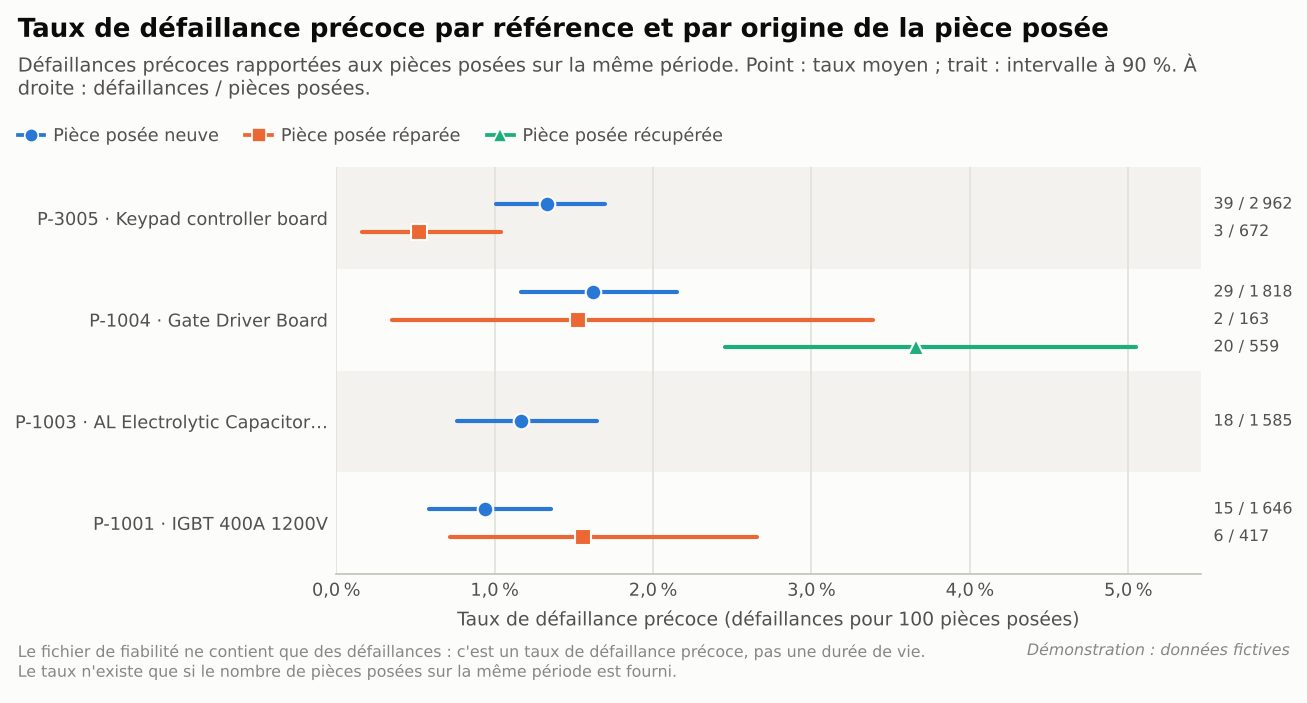 Taux de défaillance précoce par référence et par origine de la pièce posée
Défaillances précoces rapportées aux pièces posées sur la même période. Point : taux moyen ; trait : intervalle à 90 %. À
droite : défaillances / pièces posées.
Pièce posée neuve
Pièce posée réparée
Pièce posée récupérée
P-3005 · Keypad controller board
39 / 2 962
3 / 672
P-1004 · Gate Driver Board
29 / 1 818
2 / 163
20 / 559
P-1003 · AL Electrolytic Capacitor…
18 / 1 585
P-1001 · IGBT 400A 1200V
15 / 1 646
6 / 417
0,0 %
1,0 %
2,0 %
3,0 %
4,0 %
5,0 %
Taux de défaillance précoce (défaillances pour 100 pièces posées)
Le fichier de fiabilité ne contient que des défaillances : c'est un taux de défaillance précoce, pas une durée de vie.
Le taux n'existe que si le nombre de pièces posées sur la même période est fourni.
Démonstration : données fictives